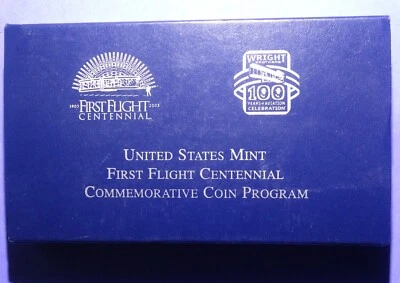 1903 2003
FIRST FLIGHT
CENTENNIAL
WRIGHT
100
YEARS OF AVIATION
CELEBRATION
UNITED STATES MINT
FIRST FLIGHT CENTENNIAL
COMMEMORATIVE COIN PROGRAM